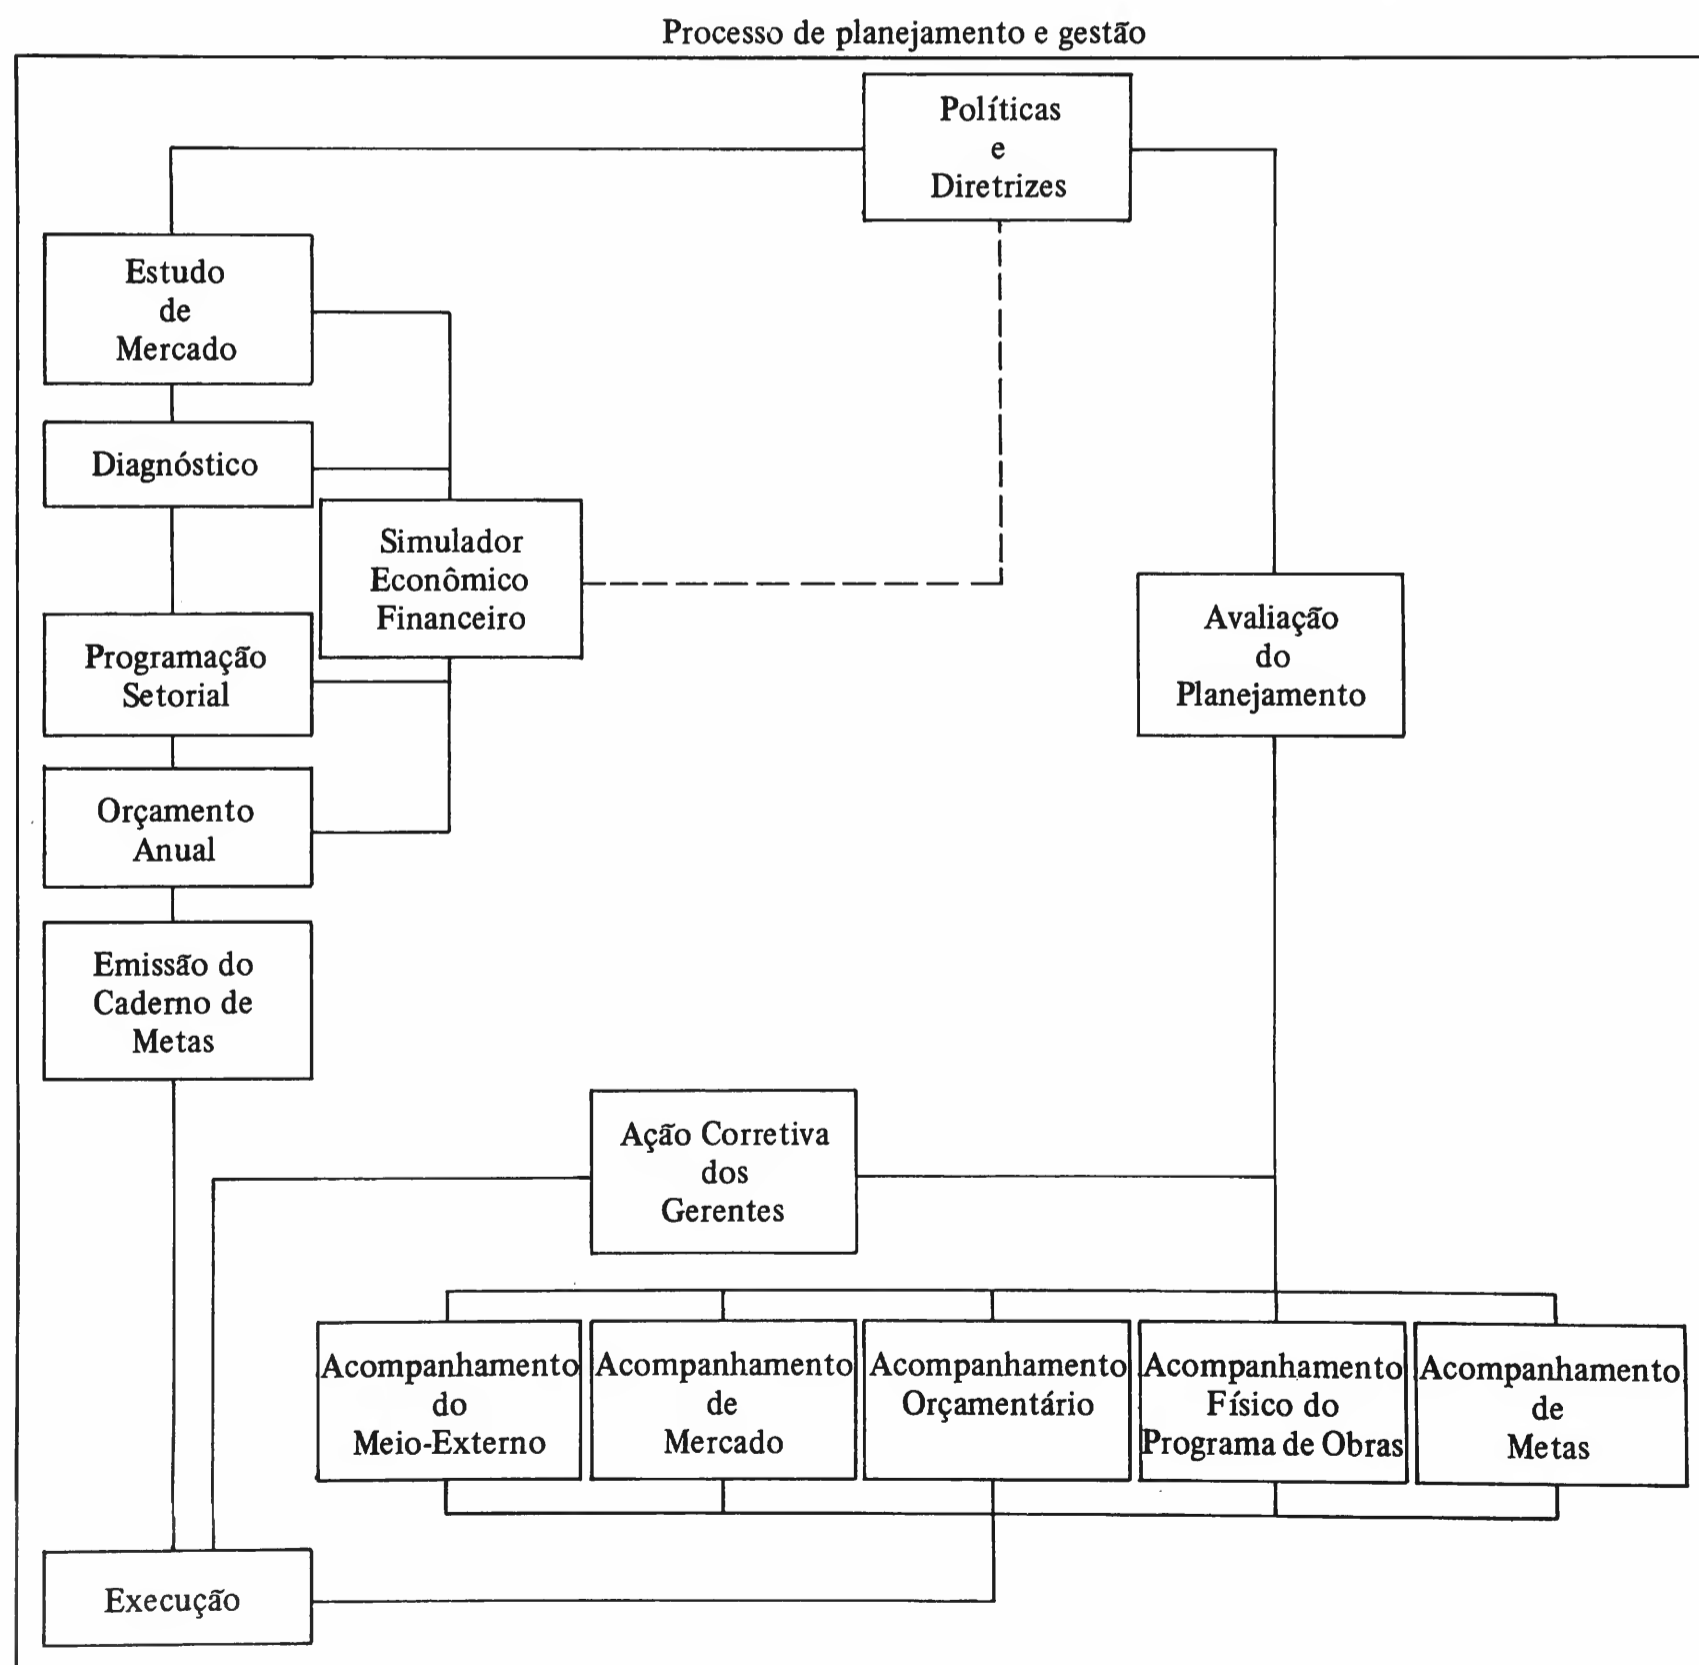 Processo de planejamento e gestão
Políticas
e
Diretrizes
Estudo
de
Mercado
Diagnóstico
Simulador
Econômico
Financeiro
Programação
Setorial
Avaliação
do
Planejamento
Orçamento
Anual
Emissão do
Caderno de
Metas
Ação Corretiva
dos
Gerentes
Acompanhamento
do
Meio-Externo
Acompanhamento
de
Mercado
Acompanhamento
Orçamentário
Acompanhamento
Físico do
Programa de Obras
Acompanhamento
de
Metas
Execução